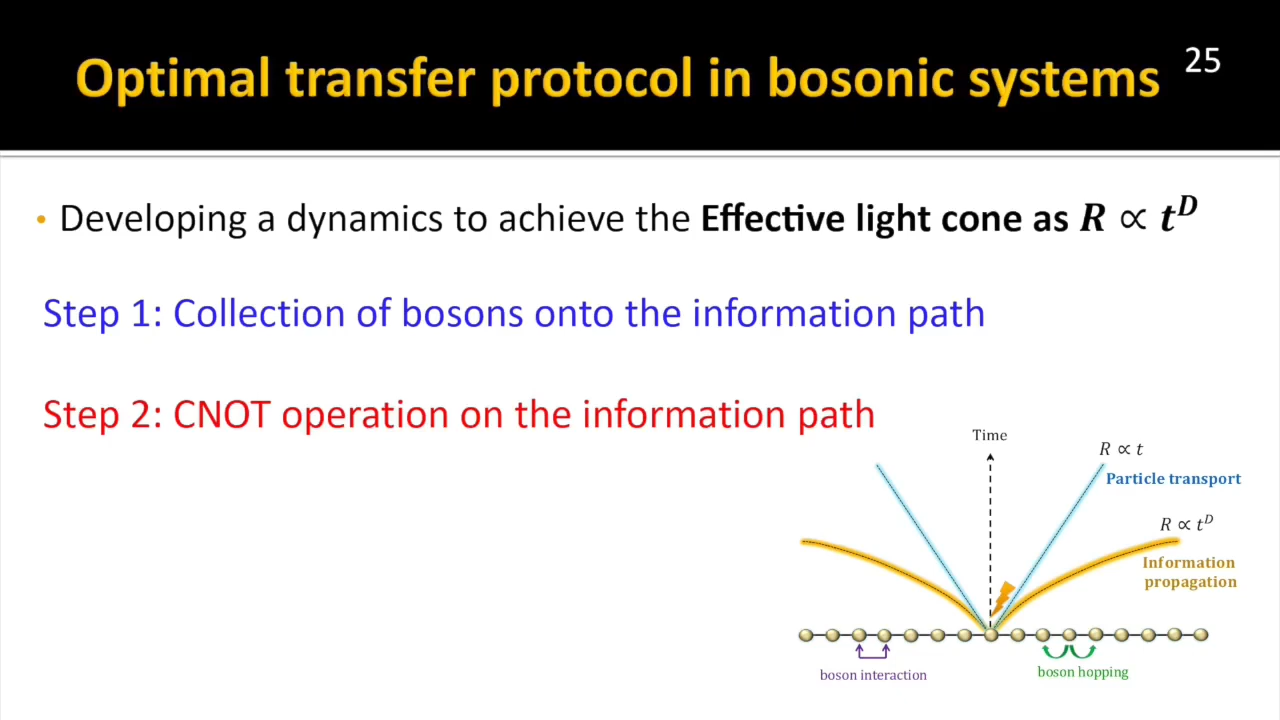 25
Optimal transfer protocol in bosonic systems
• Developing a dynamics to achieve the Effective light cone as R ∝ t^D
Step 1: Collection of bosons onto the information path
Step 2: CNOT operation on the information path
Time
R ∝ t
Particle transport
R ∝ t^D
Information
propagation
boson interaction
boson hopping